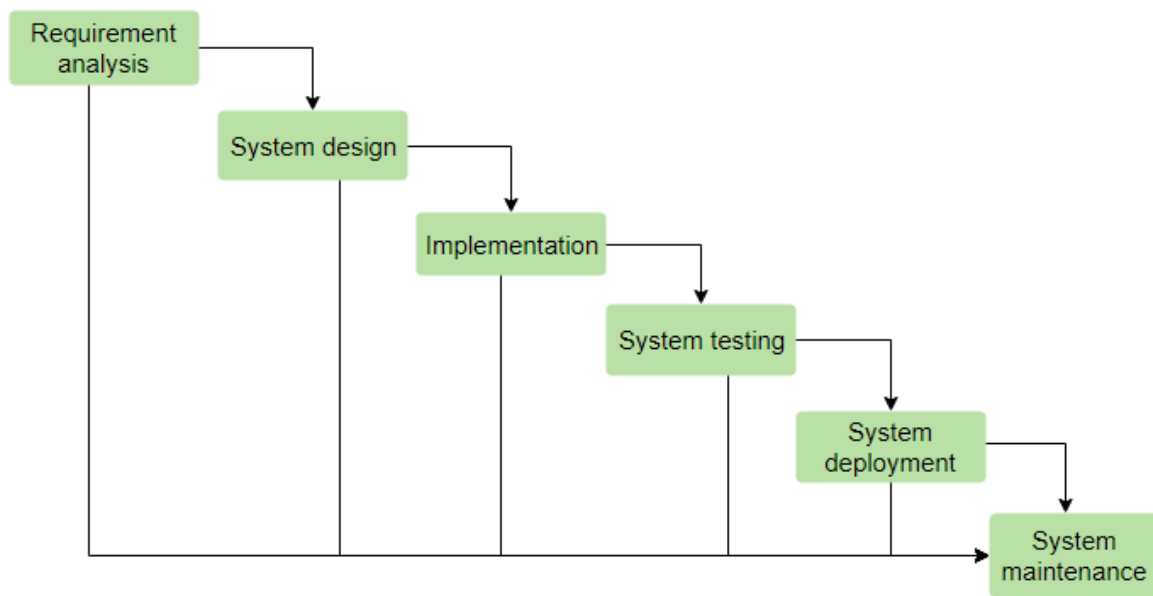 Requirement
analysis
System design
Implementation
System testing
System
deployment
System
maintenance